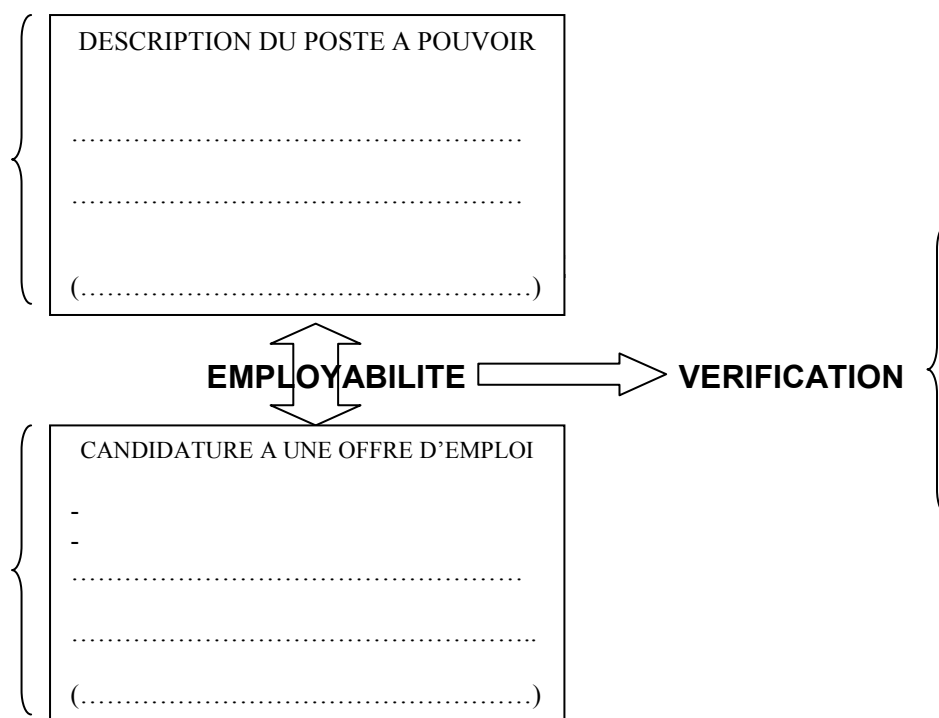 DESCRIPTION DU POSTE A POUVOIR
……………………………………………
……………………………………………
(……………………………………………)
EMPLOYABILITE VERIFICATION
CANDIDATURE A UNE OFFRE D’EMPLOI
-
-
……………………………………………
……………………………………………..
(……………………………………………)